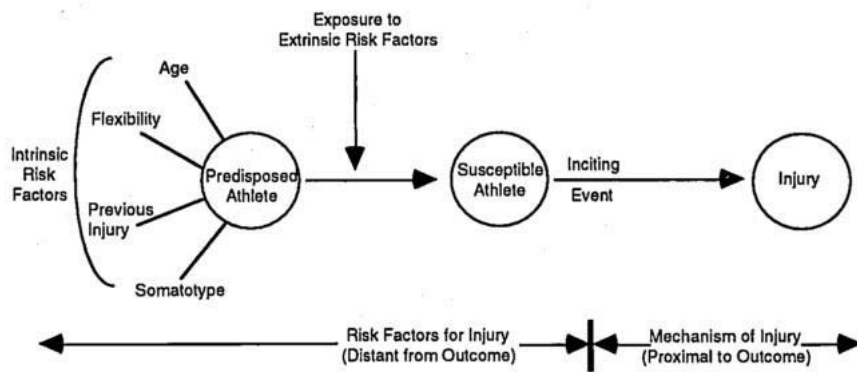 Exposure to
Extrinsic Risk Factors
Age
Flexibility
Intrinsic
Risk
Factors
Predisposed
Athlete
Susceptible
Athlete
Inciting
Event
Injury
Previous
Injury
Somatotype
Risk Factors for Injury
(Distant from Outcome)
Mechanism of Injury
(Proximal to Outcome)